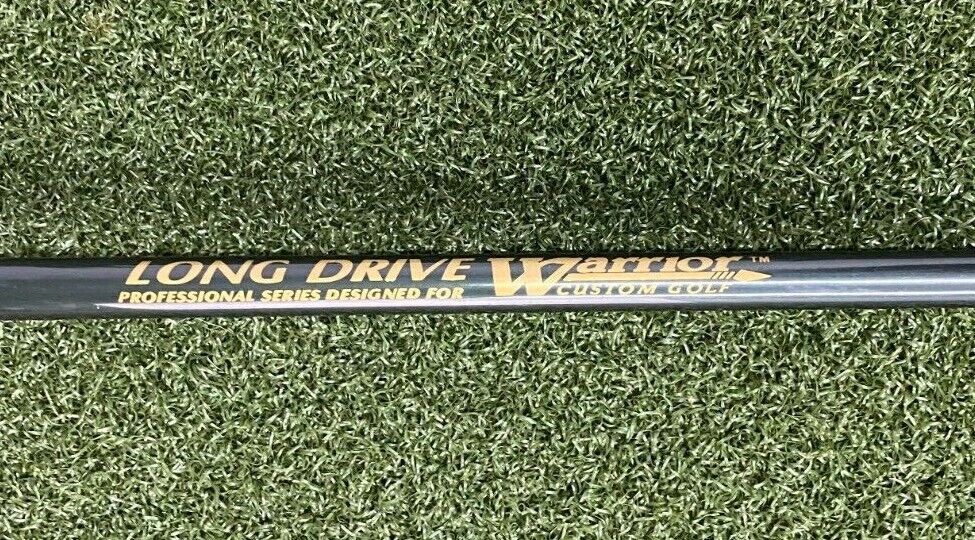 LONG DRIVE Warrior™
PROFESSIONAL SERIES DESIGNED FOR CUSTOM GOLF